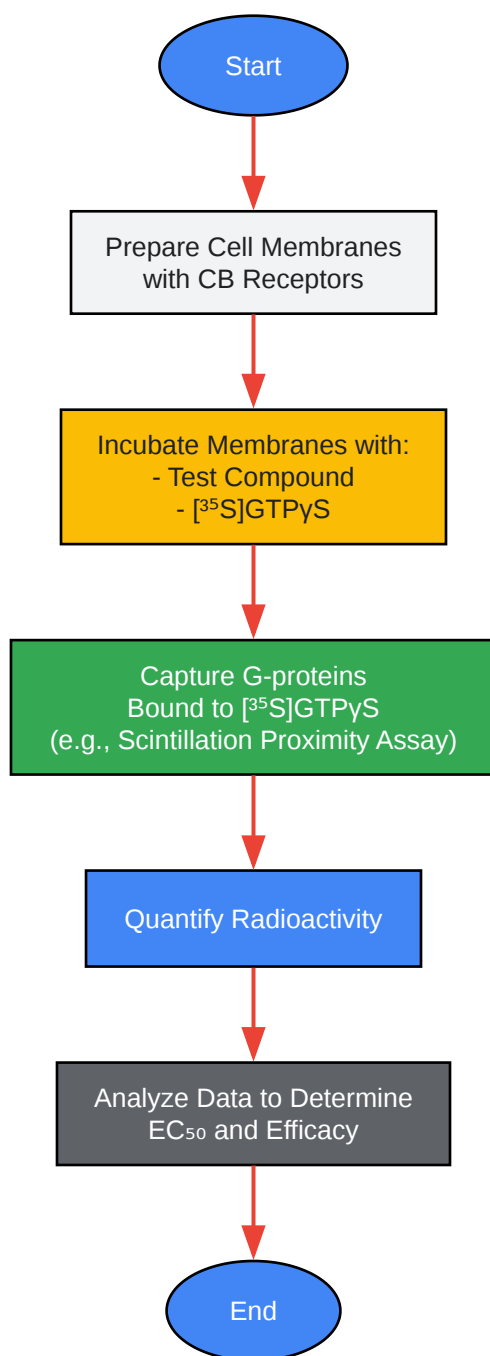 Start
Prepare Cell Membranes
with CB Receptors
Incubate Membranes with:
- Test Compound
- [³⁵S]GTPγS
Capture G-proteins
Bound to [³⁵S]GTPγS
(e.g., Scintillation Proximity Assay)
Quantify Radioactivity
Analyze Data to Determine
EC₅₀ and Efficacy
End